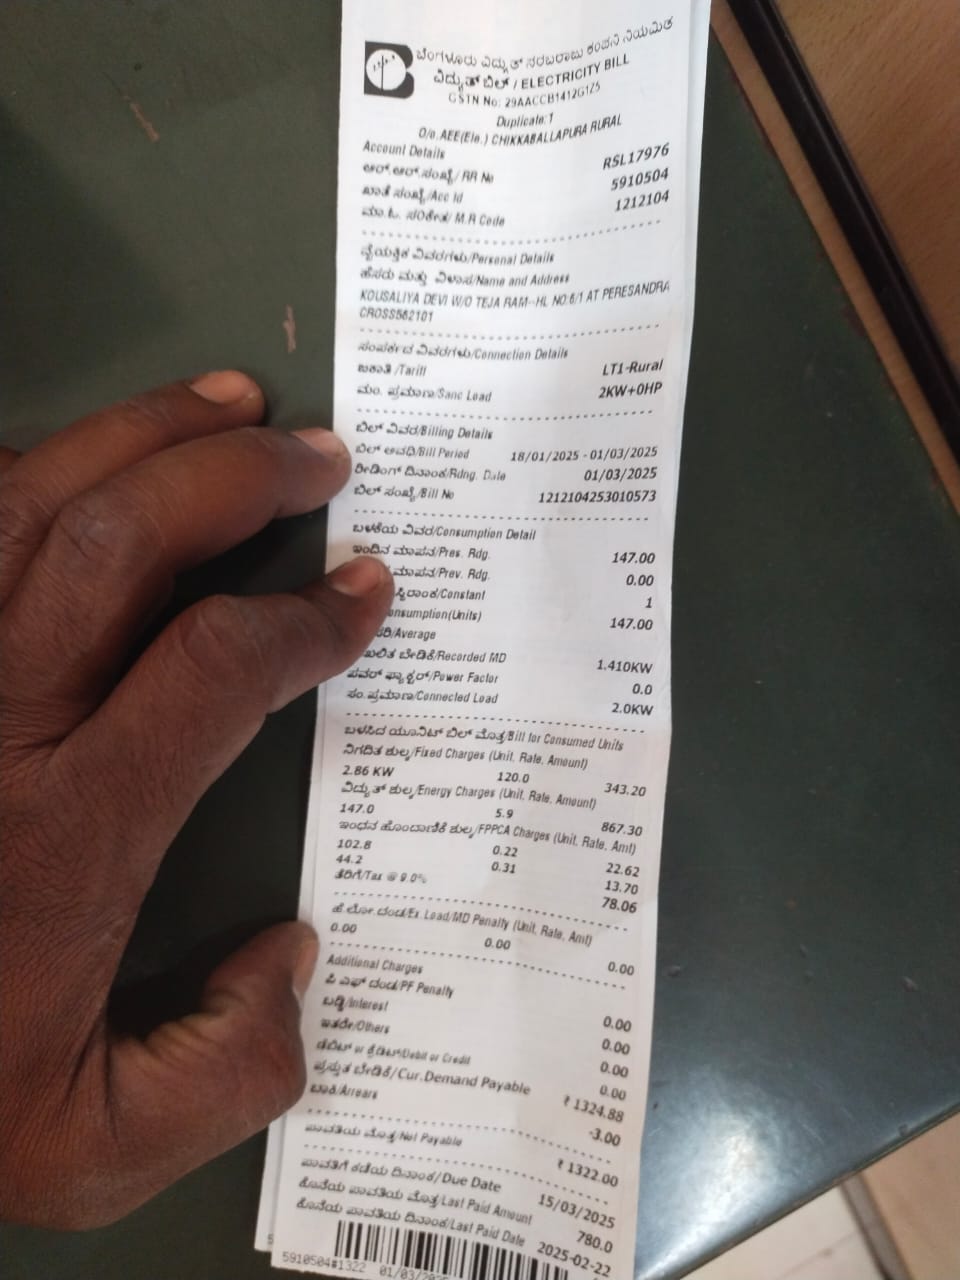 ಬೆಂಗಳೂರು ವಿದ್ಯುತ್ ಸರಬರಾಜು ಕಂಪನಿ ನಿಯಮಿತ
ವಿದ್ಯುತ್ ಬಿಲ್ / ELECTRICITY BILL
GSTN No: 29AACCB1412G1Z5
Duplicate:1
O/o.AEE(Ele.) CHIKKABALLAPURA RURAL
Account Details
ಆರ್.ಆರ್.ಸಂಖ್ಯೆ/ RR No RSL17976
ಖಾತೆ ಸಂಖ್ಯೆ/Acc Id 5910504
ಮಾ.ಓ. ಸಂಕೇತ/ M.R Code 1212104
ವೈಯಕ್ತಿಕ ವಿವರಗಳು/Personal Details
ಹೆಸರು ಮತ್ತು ವಿಳಾಸ/Name and Address
KOUSALIYA DEVI W/O TEJA RAM--HL NO:6/1 AT PERESANDRA
CROSS562101
ಸಂಪರ್ಕದ ವಿವರಗಳು/Connection Details
ಜಕಾತಿ /Tariff LT1-Rural
ಮಂ. ಪ್ರಮಾಣ/Sanc Load 2KW+0HP
ಬಿಲ್ ವಿವರ/Billing Details
ಬಿಲ್ ಅವಧಿ/Bill Period 18/01/2025 - 01/03/2025
ರೀಡಿಂಗ್ ದಿನಾಂಕ/Rdng. Date 01/03/2025
ಬಿಲ್ ಸಂಖ್ಯೆ/Bill No 1212104253010573
ಬಳಕೆಯ ವಿವರ/Consumption Detail
ಇಂದಿನ ಮಾಪನ/Pres. Rdg. 147.00
ಮಾಪನ/Prev. Rdg. 0.00
/Constant 1
onsumption(Units) 147.00
/Average
ಬೇಡಿಕೆ/Recorded MD 1.410KW
ಪವರ್ ಫ್ಯಾಕ್ಟರ್/Power Factor 0.0
ಸಂ.ಪ್ರಮಾಣ/Connected Load 2.0KW
ಬಳಸಿದ ಯೂನಿಟ್ ಬಿಲ್ ಮೊತ್ತ/Bill for Consumed Units
ನಿಗದಿತ ಶುಲ್ಕ/Fixed Charges (Unit, Rate, Amount)
2.86 KW 120.0 343.20
ವಿದ್ಯುತ್ ಶುಲ್ಕ/Energy Charges (Unit, Rate, Amount)
147.0 5.9 867.30
ಇಂಧನ ಹೊಂದಾಣಿಕೆ ಶುಲ್ಕ/FPPCA Charges (Unit, Rate, Amt)
102.8 0.22 22.62
44.2 0.31 13.70
ತೆರಿಗೆ/Tax @ 9.0% 78.06
ಹೆ.ಲೋ.ದಂಡ/Ex.Load/MD Penalty (Unit, Rate, Amt)
0.00 0.00 0.00
Additional Charges
ಪಿ ಎಫ್ ದಂಡ/PF Penalty 0.00
ಬಡ್ಡಿ/Interest 0.00
ಇತರೇ/Others 0.00
ಡೆಬಿಟ್ or ಕ್ರೆಡಿಟ್/Debit or Credit 0.00
ಪ್ರಸ್ತುತ ಬೇಡಿಕೆ/ Cur.Demand Payable ₹ 1324.88
ಬಾಕಿ/Arrears -3.00
ಪಾವತಿಯ ಮೊತ್ತ/Net Payable ₹ 1322.00
ಪಾವತಿಗೆ ಕಡೆಯ ದಿನಾಂಕ/Due Date 15/03/2025
ಕೊನೆಯ ಪಾವತಿಯ ಮೊತ್ತ/Last Paid Amount 780.0
ಕೊನೆಯ ಪಾವತಿಯ ದಿನಾಂಕ/Last Paid Date 2025-02-22
5910504#1322 01/03/2025